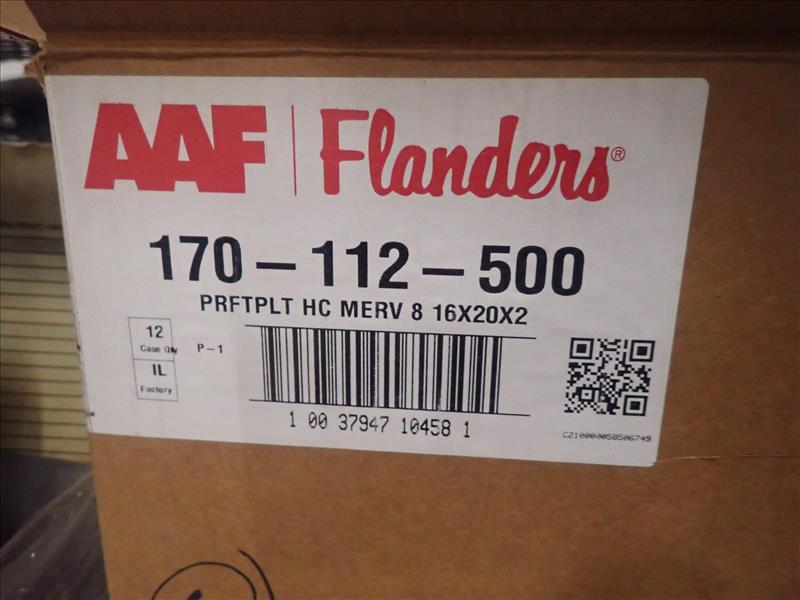 AAF | Flanders®
170-112-500
PRFTPLT HC MERV 8 16X20X2
12
Case Qty
P-1
IL
Factory
1 00 37947 10458 1
C210000058506749